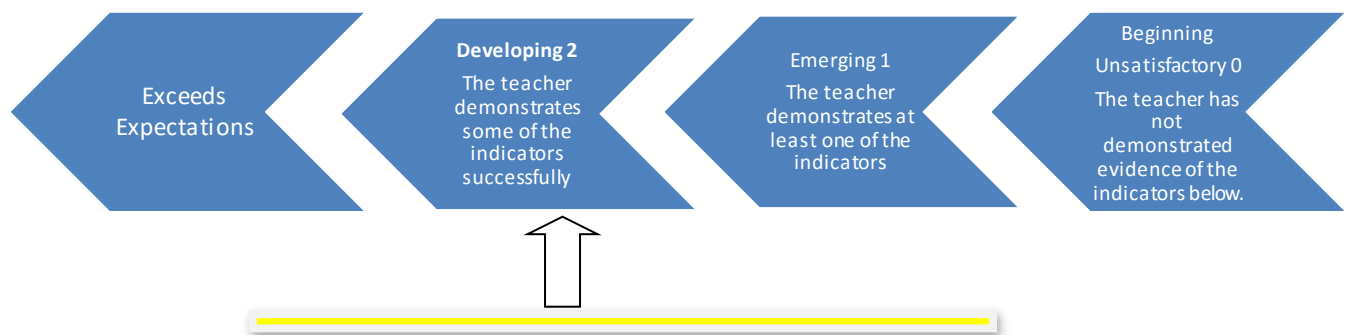 Exceeds
Expectations
Developing 2
The teacher
demonstrates
some of the
indicators
successfully
Emerging 1
The teacher
demonstrates at
least one of the
indicators
Beginning
Unsatisfactory 0
The teacher has
not
demonstrated
evidence of the
indicators below.